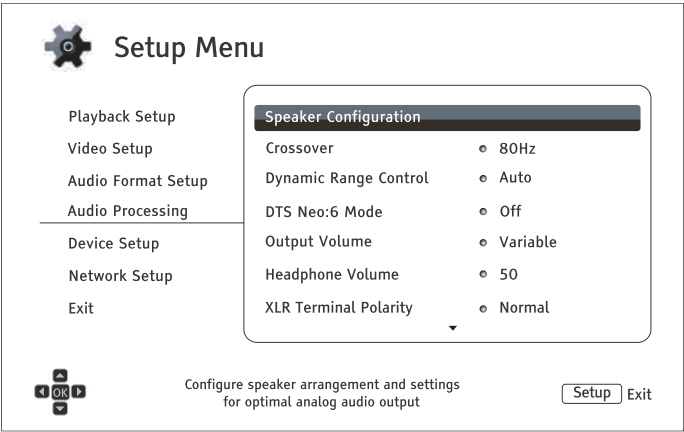 Setup Menu
Playback Setup
Video Setup
Audio Format Setup
Audio Processing
Device Setup
Network Setup
Exit
Speaker Configuration
Crossover 80Hz
Dynamic Range Control Auto
DTS Neo:6 Mode Off
Output Volume Variable
Headphone Volume 50
XLR Terminal Polarity Normal
OK
Configure speaker arrangement and settings
for optimal analog audio output
Setup Exit